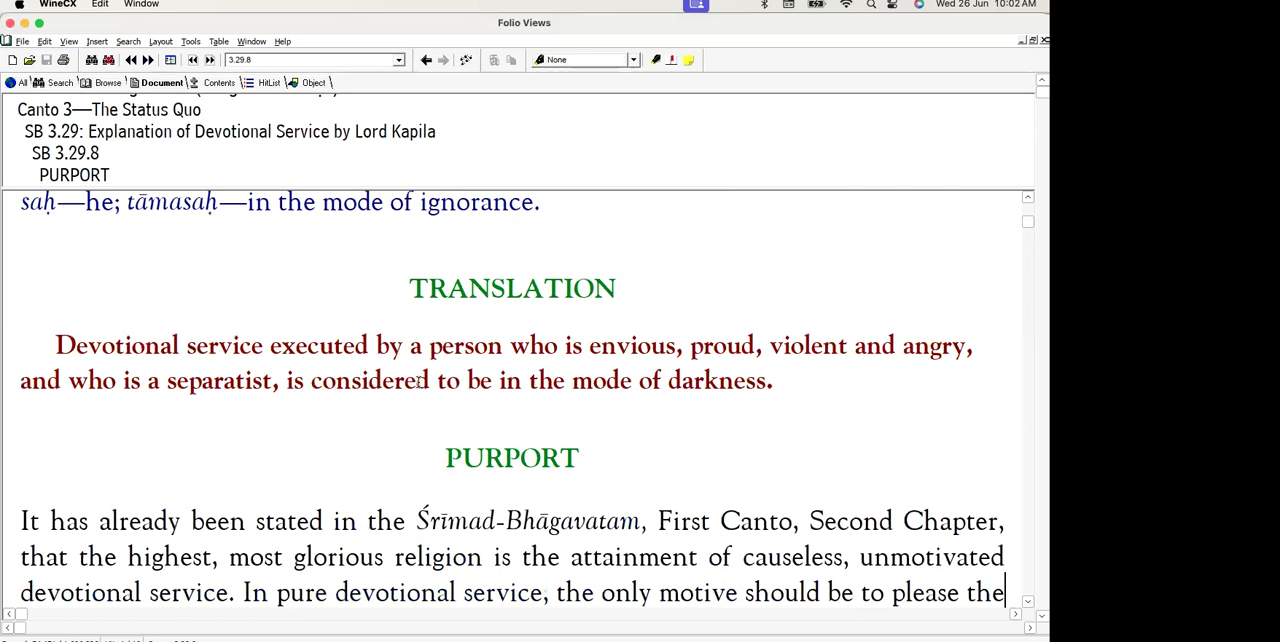 WineCX Edit Window Wed 26 Jun 10:02 AM
Folio Views
File Edit View Insert Search Layout Tools Table Window Help
3.29.8 None
All Search Browse Document Contents HitList Object
Canto 3—The Status Quo
SB 3.29: Explanation of Devotional Service by Lord Kapila
SB 3.29.8
PURPORT
saḥ—he; tāmasaḥ—in the mode of ignorance.
TRANSLATION
Devotional service executed by a person who is envious, proud, violent and angry,
and who is a separatist, is considered to be in the mode of darkness.
PURPORT
It has already been stated in the Śrīmad-Bhāgavatam, First Canto, Second Chapter,
that the highest, most glorious religion is the attainment of causeless, unmotivated
devotional service. In pure devotional service, the only motive should be to please the